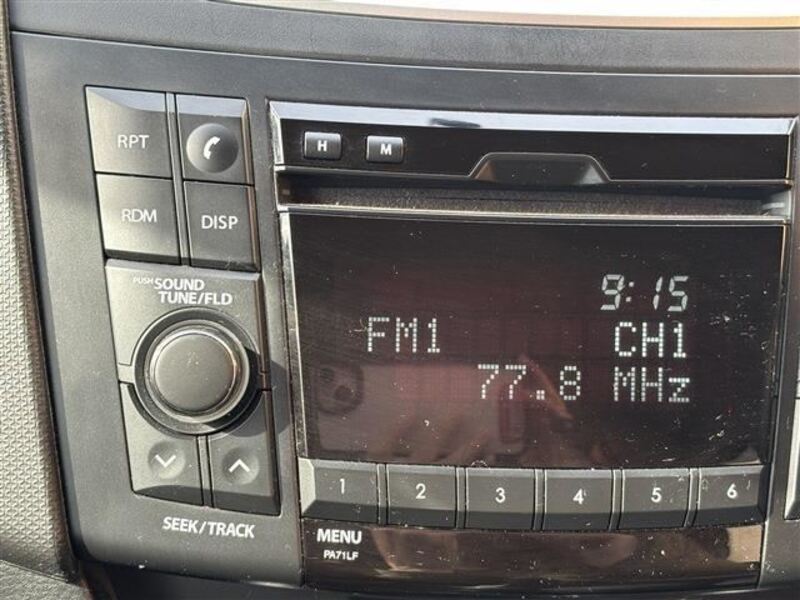 RPT
H M
RDM DISP
PUSH SOUND
TUNE/FLD
9:15
FM1 CH1
77.8 MHz
1 2 3 4 5 6
SEEK/TRACK
MENU
PA71LF